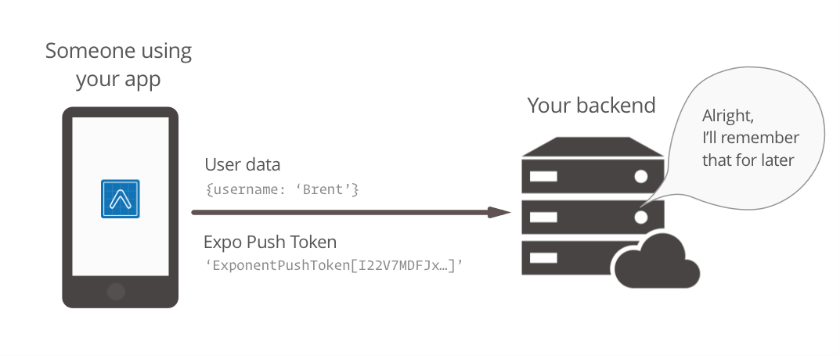 Someone using
your app
User data
{username: ‘Brent’}
Expo Push Token
‘ExponentPushToken[I22V7MDFJx…]’
Your backend
Alright,
I’ll remember
that for later